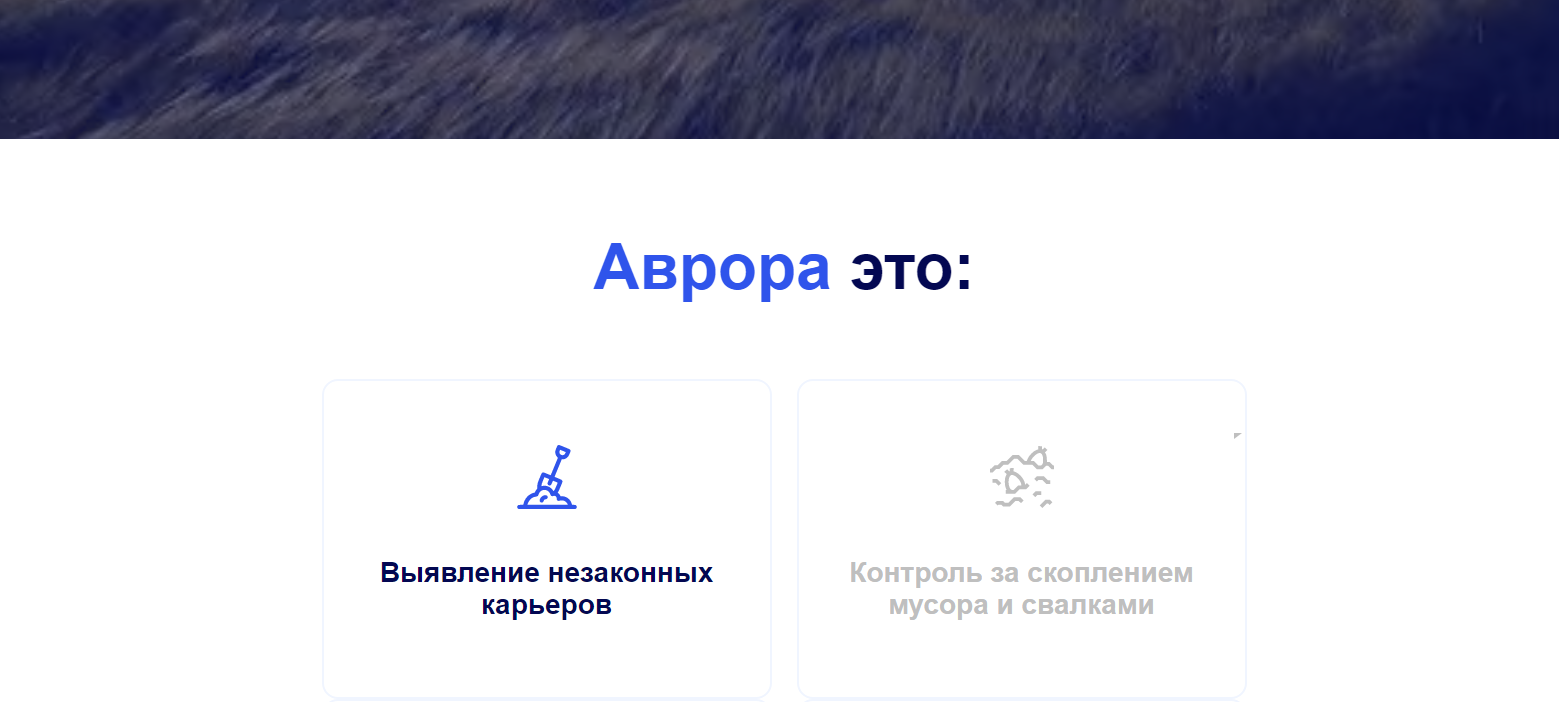 Аврора это:
Выявление незаконных
карьеров
Контроль за скоплением
мусора и свалками